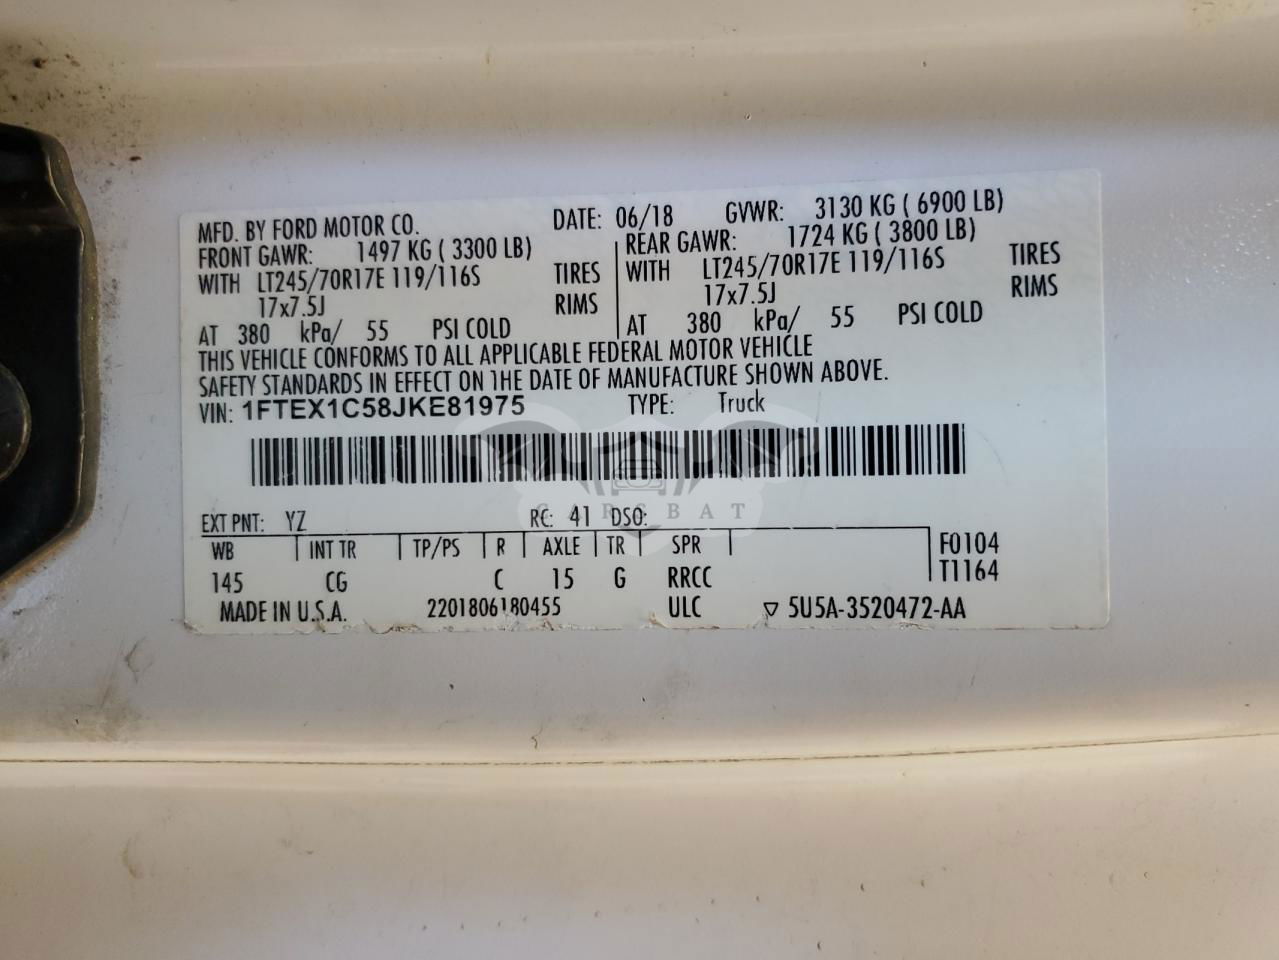 MFD. BY FORD MOTOR CO. DATE: 06/18 GVWR: 3130 KG ( 6900 LB)
FRONT GAWR: 1497 KG ( 3300 LB) REAR GAWR: 1724 KG ( 3800 LB)
WITH LT245/70R17E 119/116S TIRES WITH LT245/70R17E 119/116S TIRES
17x7.5J RIMS 17x7.5J RIMS
AT 380 kPa/ 55 PSI COLD AT 380 kPa/ 55 PSI COLD
THIS VEHICLE CONFORMS TO ALL APPLICABLE FEDERAL MOTOR VEHICLE
SAFETY STANDARDS IN EFFECT ON THE DATE OF MANUFACTURE SHOWN ABOVE.
VIN: 1FTEX1C58JKE81975 TYPE: Truck
CARGBAT
EXT PNT: YZ RC: 41 DSO:
WB INT TR TP/PS R AXLE TR SPR F0104
145 CG C 15 G RRCC T1164
MADE IN U.S.A. 2201806180455 ULC ▽ 5U5A-3520472-AA